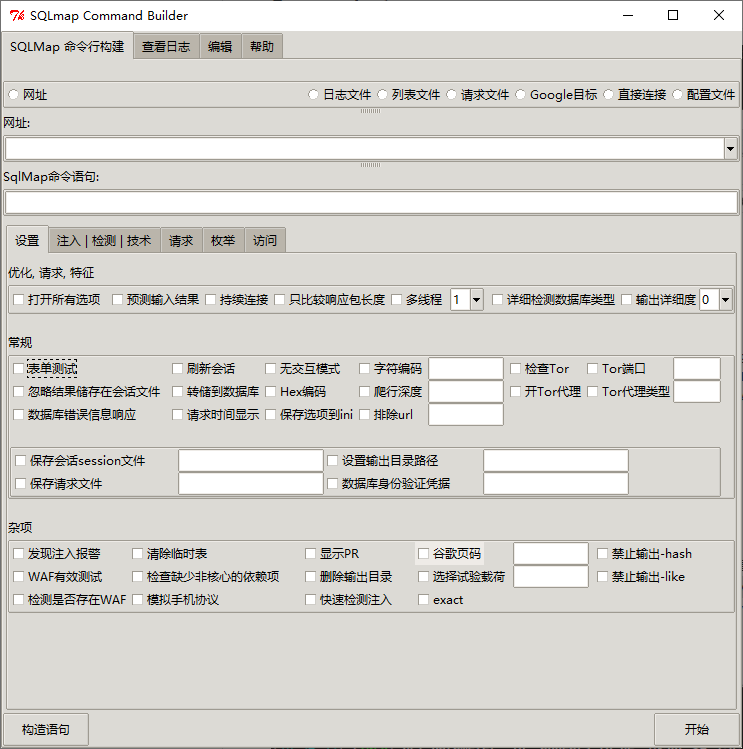 SQLmap Command Builder
SQLMap 命令行构建 查看日志 编辑 帮助
网址 日志文件 列表文件 请求文件 Google目标 直接连接 配置文件
网址:
SqlMap命令语句:
设置 注入 | 检测 | 技术 请求 枚举 访问
优化, 请求, 特征
打开所有选项 预测输入结果 持续连接 只比较响应包长度 多线程 1 详细检测数据库类型 输出详细度 0
常规
表单测试 刷新会话 无交互模式 字符编码 检查Tor Tor端口
忽略结果储存在会话文件 转储到数据库 Hex编码 爬行深度 开Tor代理 Tor代理类型
数据库错误信息响应 请求时间显示 保存选项到ini 排除url
保存会话session文件 设置输出目录路径
保存请求文件 数据库身份验证凭据
杂项
发现注入报警 清除临时表 显示PR 谷歌页码 禁止输出-hash
WAF有效测试 检查缺少非核心的依赖项 删除输出目录 选择试验载荷 禁止输出-like
检测是否存在WAF 模拟手机协议 快速检测注入 exact
构造语句 开始